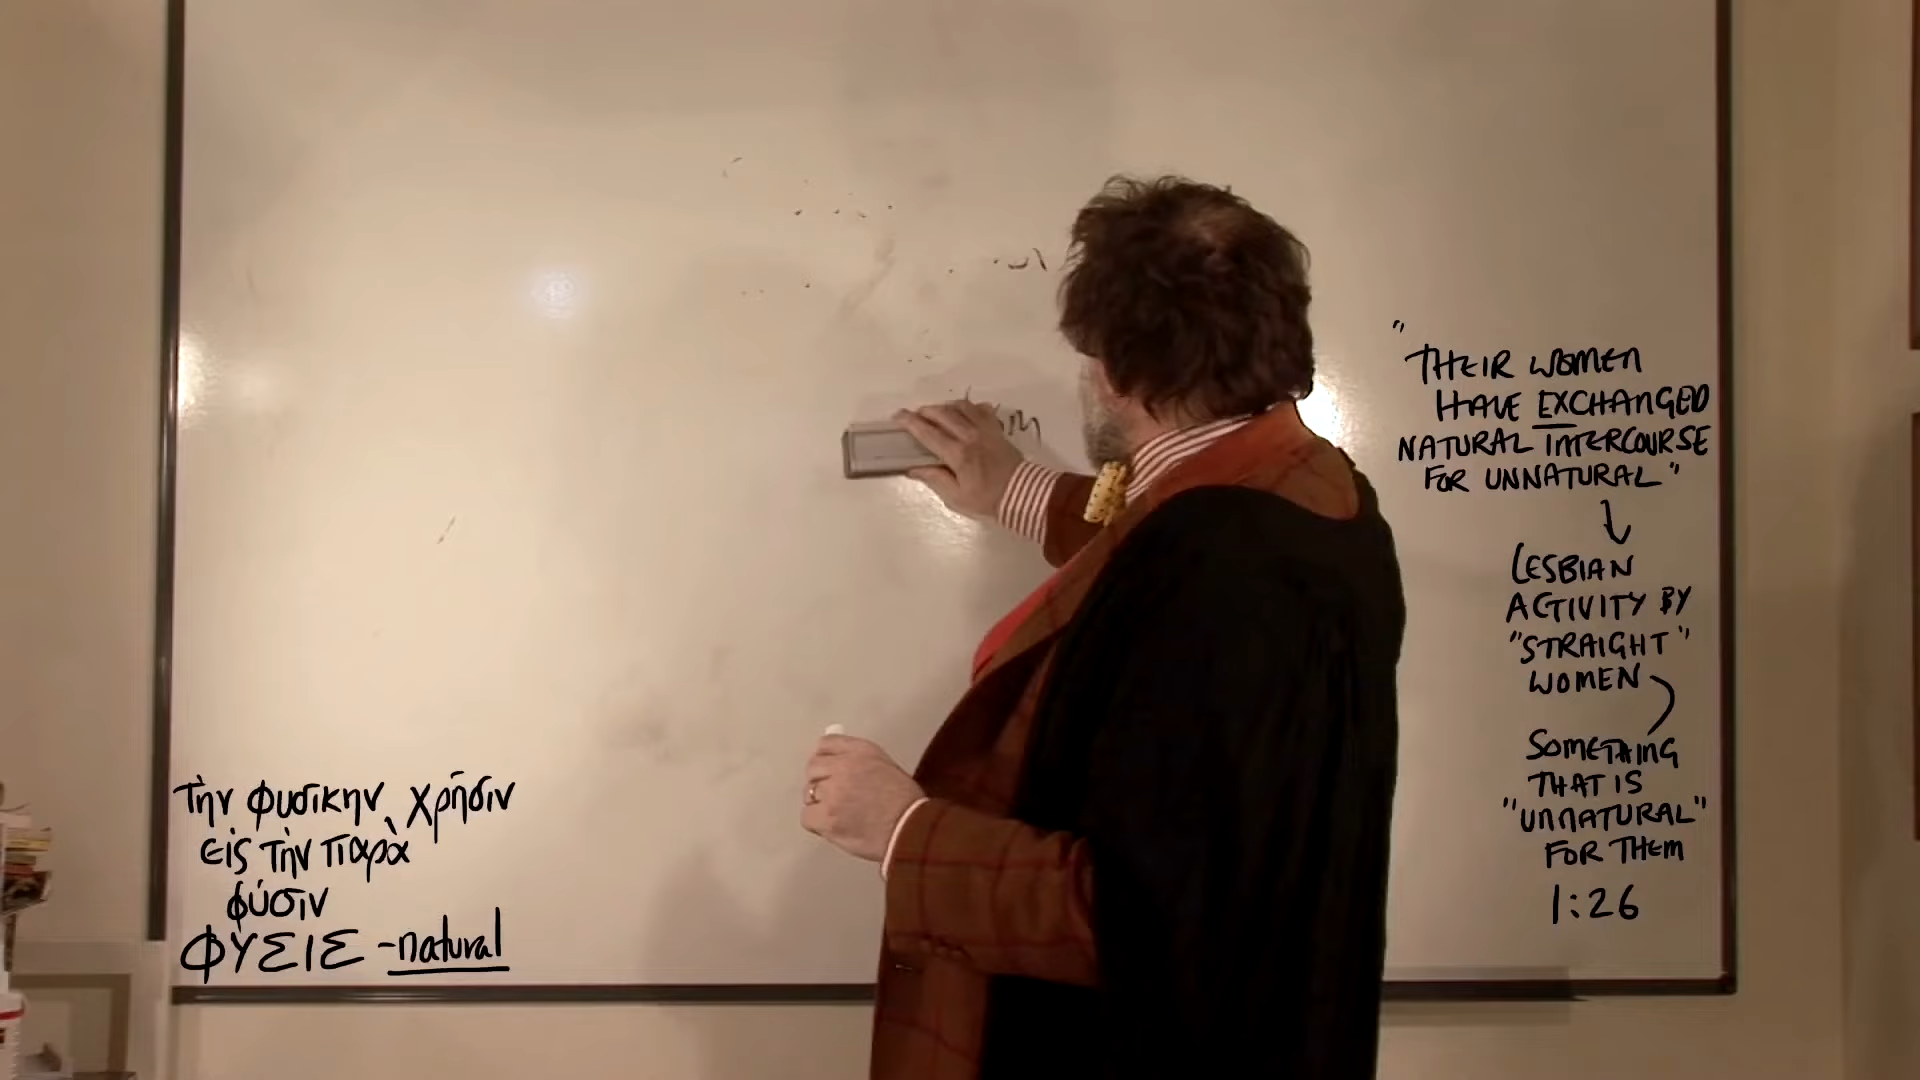 τὴν φυσικην χρῆσιν
εἰς τὴν παρὰ
φύσιν
ΦΥΣΙΣ -natural
"
THEIR WOMEN
HAVE EXCHANGED
NATURAL INTERCOURSE
FOR UNNATURAL"
LESBIAN
ACTIVITY BY
"STRAIGHT"
WOMEN
SOMETHING
THAT IS
"UNNATURAL"
FOR THEM
1:26